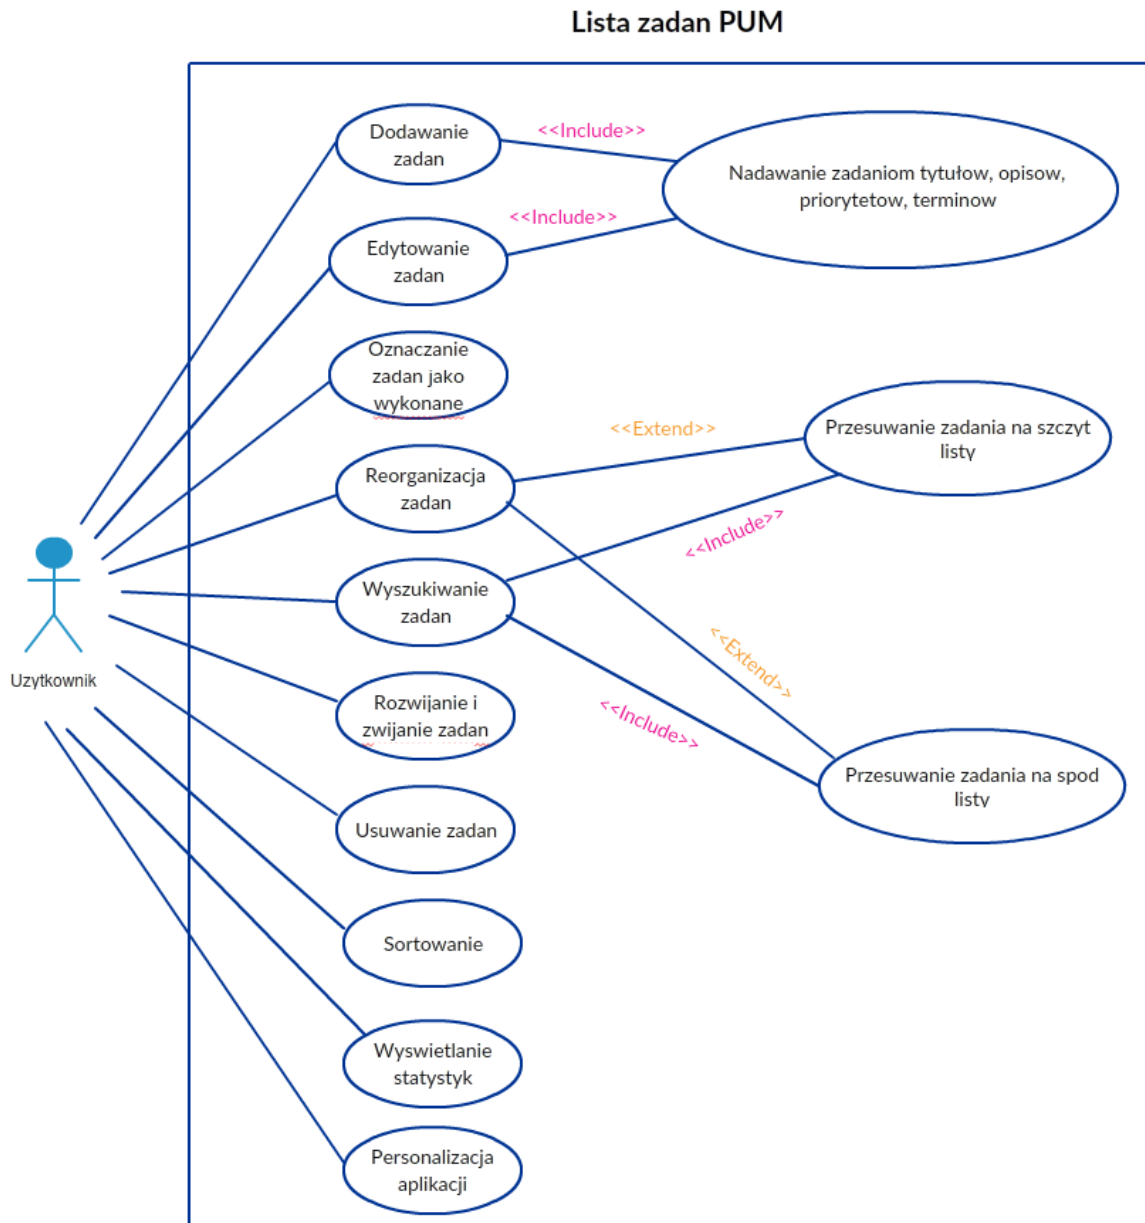 Lista zadan PUM
Dodawanie
zadan
<<Include>>
Nadawanie zadaniom tytułow, opisow,
priorytetow, terminow
<<Include>>
Edytowanie
zadan
Oznaczanie
zadan jako
wykonane
<<Extend>>
Przesuwanie zadania na szczyt
listy
Reorganizacja
zadan
<<Include>>
Wyszukiwanie
zadan
<<Extend>>
Uzytkownik
Rozwijanie i
zwijanie zadan
<<Include>>
Przesuwanie zadania na spod
listy
Usuwanie zadan
Sortowanie
Wyswietlanie
statystyk
Personalizacja
aplikacji